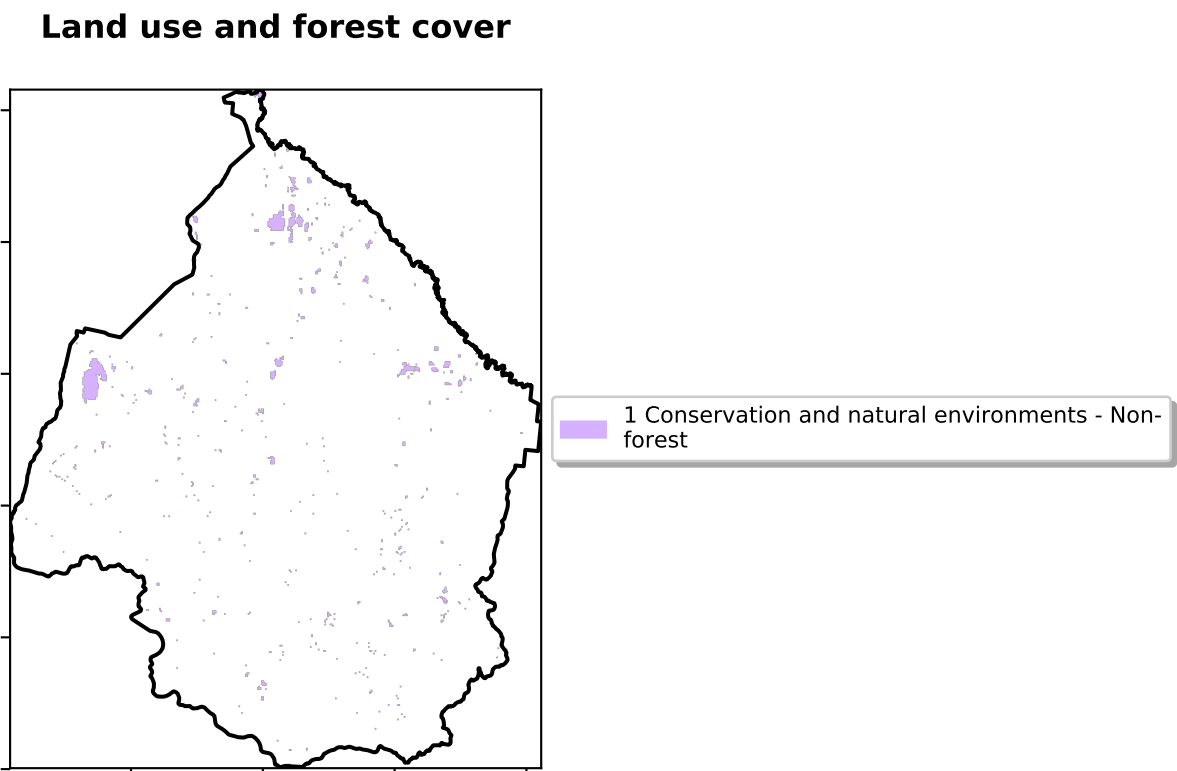 Land use and forest cover
1 Conservation and natural environments - Non-
forest